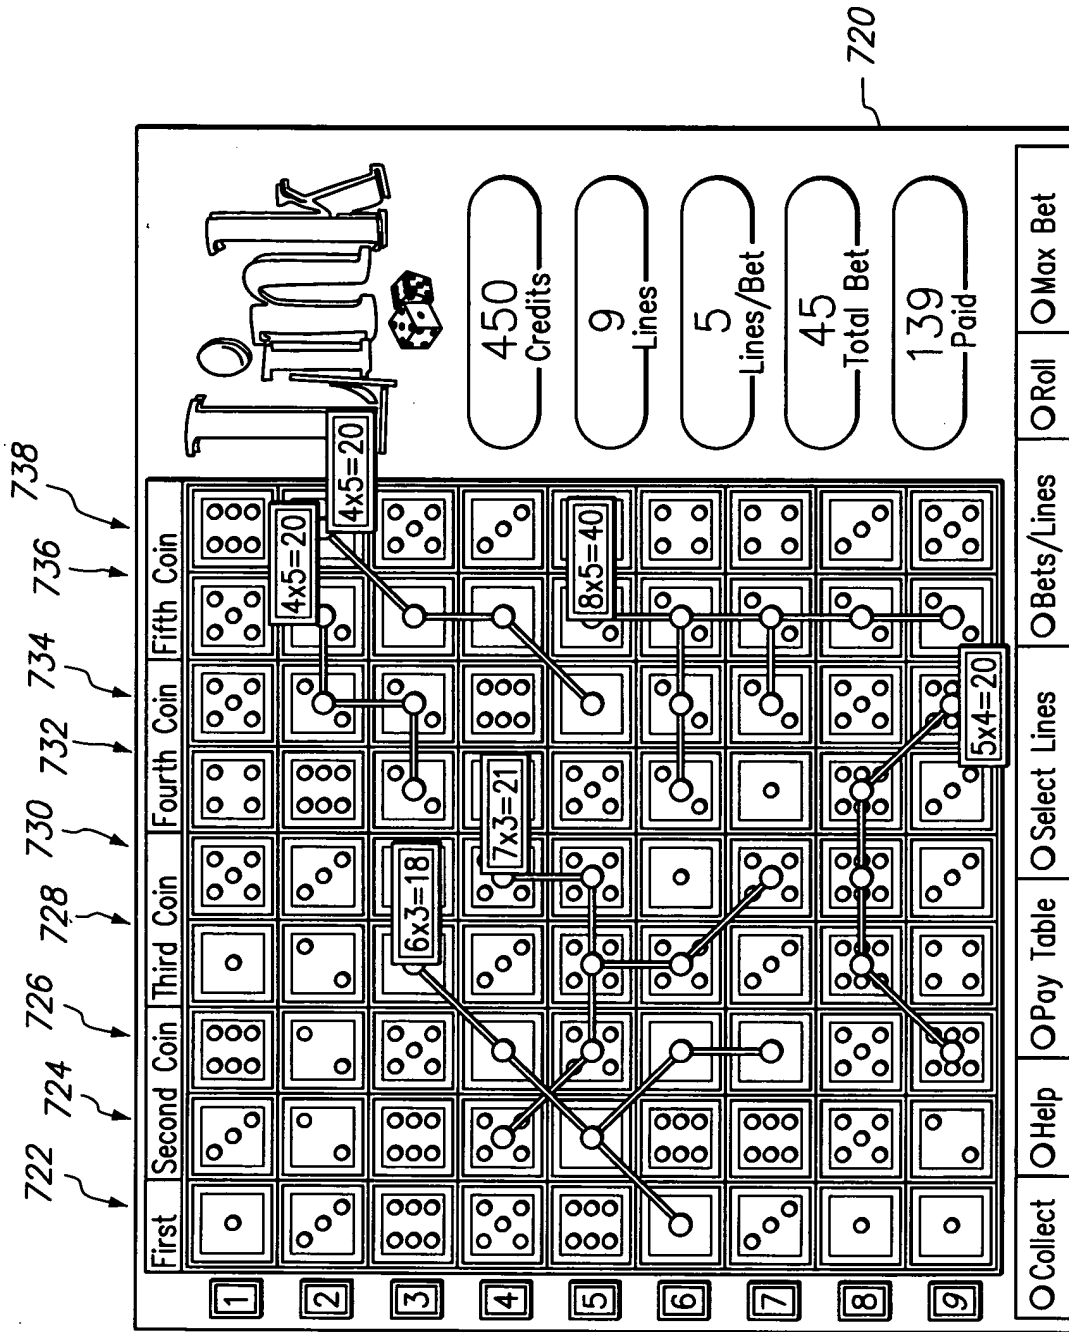 722 724 726 728 730 732 734 736 738
720
First Second Coin Third Coin Fourth Coin Fifth Coin
Link
1
2
3
4
5
6
7
8
9
4x5=20
4x5=20
6x3=18
7x3=21
8x5=40
5x4=20
450
Credits
9
Lines
5
Lines/Bet
45
Total Bet
139
Paid
Collect Help Pay Table Select Lines Bets/Lines Roll Max Bet